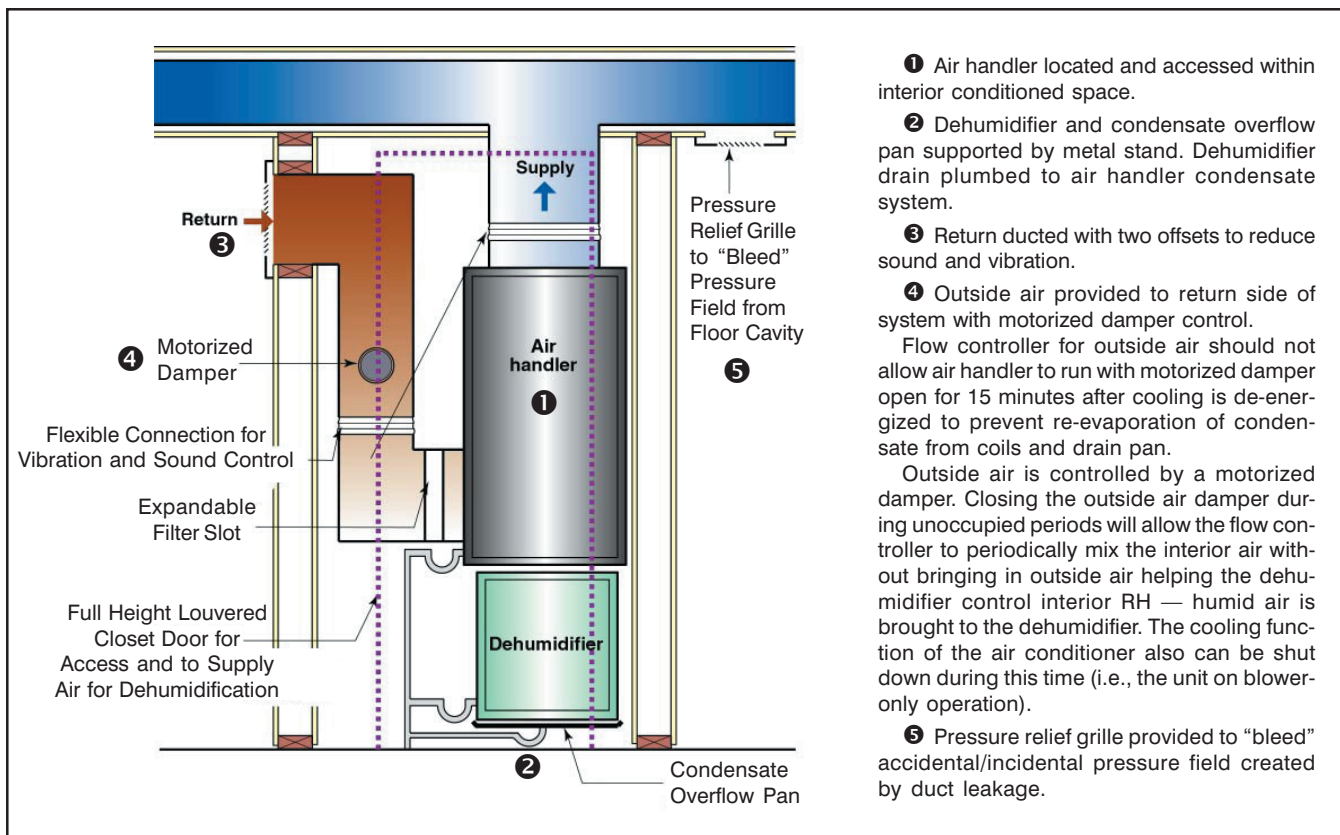 Supply
Return
❸
Pressure
Relief Grille
to “Bleed”
Pressure
Field from
Floor Cavity
❺
Air
handler
❶
❹ Motorized
Damper
Flexible Connection for
Vibration and Sound Control
Expandable
Filter Slot
Full Height Louvered
Closet Door for
Access and to Supply
Air for Dehumidification
Dehumidifier
❷
Condensate
Overflow Pan
❶ Air handler located and accessed within
interior conditioned space.
❷ Dehumidifier and condensate overflow
pan supported by metal stand. Dehumidifier
drain plumbed to air handler condensate
system.
❸ Return ducted with two offsets to reduce
sound and vibration.
❹ Outside air provided to return side of
system with motorized damper control.
Flow controller for outside air should not
allow air handler to run with motorized damper
open for 15 minutes after cooling is de-ener-
gized to prevent re-evaporation of conden-
sate from coils and drain pan.
Outside air is controlled by a motorized
damper. Closing the outside air damper dur-
ing unoccupied periods will allow the flow con-
troller to periodically mix the interior air with-
out bringing in outside air helping the dehu-
midifier control interior RH — humid air is
brought to the dehumidifier. The cooling func-
tion of the air conditioner also can be shut
down during this time (i.e., the unit on blower-
only operation).
❺ Pressure relief grille provided to “bleed”
accidental/incidental pressure field created
by duct leakage.